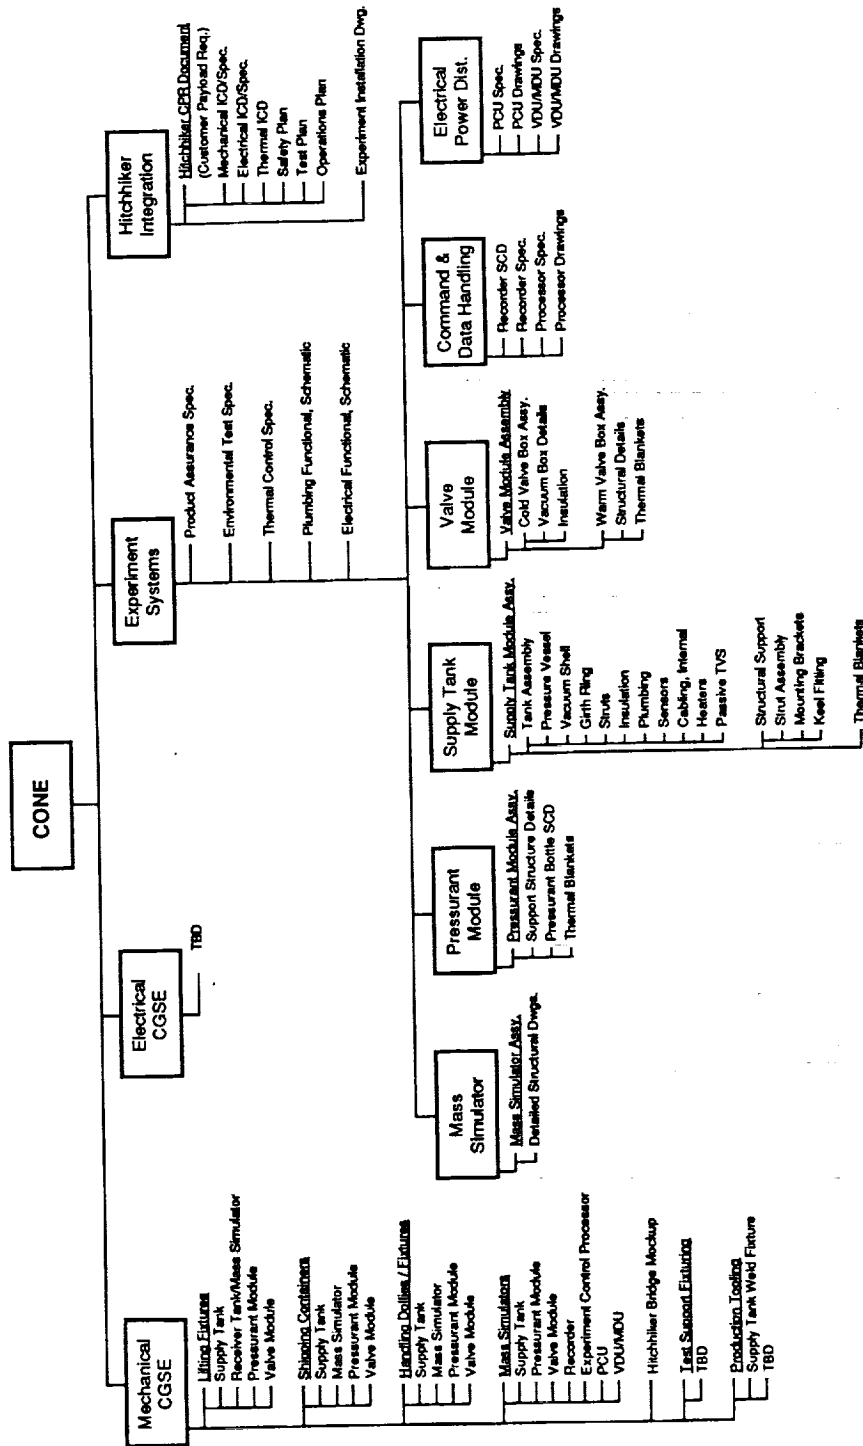 CONE
Mechanical
CGSE
Lifting Fixtures
Supply Tank
Receiver Tank/Mass Simulator
Pressurant Module
Valve Module
Shipping Containers
Supply Tank
Mass Simulator
Pressurant Module
Valve Module
Handling Dollies / Fixtures
Supply Tank
Mass Simulator
Pressurant Module
Valve Module
Mass Simulators
Supply Tank
Pressurant Module
Valve Module
Recorder
Experiment Control Processor
PCU
VDU/MDU
Hitchhiker Bridge Mockup
Test Support Fixturing
TBD
Production Tooling
Supply Tank Weld Fixture
TBD
Electrical
CGSE
TBD
Experiment
Systems
Product Assurance Spec.
Environmental Test Spec.
Thermal Control Spec.
Plumbing Functional, Schematic
Electrical Functional, Schematic
Hitchhiker
Integration
Hitchhiker CPR Document
(Customer Payload Req.)
Mechanical ICD/Spec.
Electrical ICD/Spec.
Thermal ICD
Safety Plan
Test Plan
Operations Plan
Experiment Installation Dwg.
Mass
Simulator
Mass Simulator Assy.
Detailed Structural Dwgs.
Pressurant
Module
Pressurant Module Assy.
Support Structure Details
Pressurant Bottle SCD
Thermal Blankets
Supply Tank
Module
Supply Tank Module Assy.
Tank Assembly
Pressure Vessel
Vacuum Shell
Girth Ring
Struts
Insulation
Plumbing
Sensors
Cabling, Internal
Heaters
Passive TVS
Structural Support
Strut Assembly
Mounting Brackets
Keel Fitting
Thermal Blankets
Valve
Module
Valve Module Assembly
Cold Valve Box Assy.
Vacuum Box Details
Insulation
Warm Valve Box Assy.
Structural Details
Thermal Blankets
Command &
Data Handling
Recorder SCD
Recorder Spec.
Processor Spec.
Processor Drawings
Electrical
Power Dist.
PCU Spec.
PCU Drawings
VDU/MDU Spec.
VDU/MDU Drawings